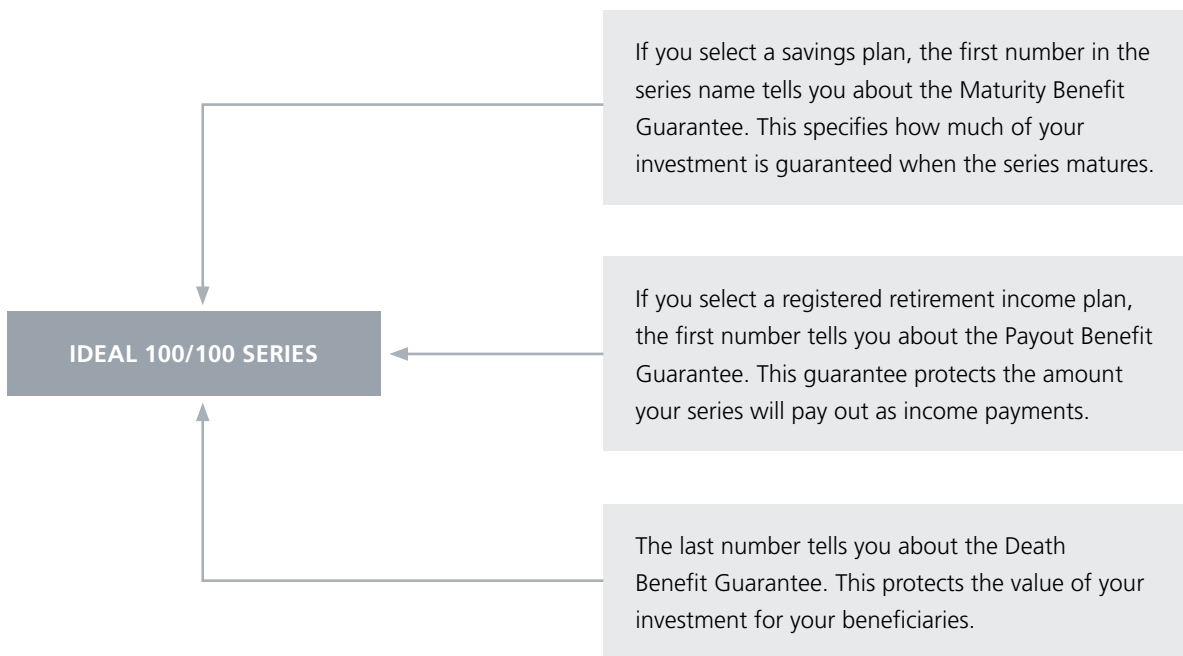 If you select a savings plan, the first number in the
series name tells you about the Maturity Benefit
Guarantee. This specifies how much of your
investment is guaranteed when the series matures.
IDEAL 100/100 SERIES
If you select a registered retirement income plan,
the first number tells you about the Payout Benefit
Guarantee. This guarantee protects the amount
your series will pay out as income payments.
The last number tells you about the Death
Benefit Guarantee. This protects the value of your
investment for your beneficiaries.